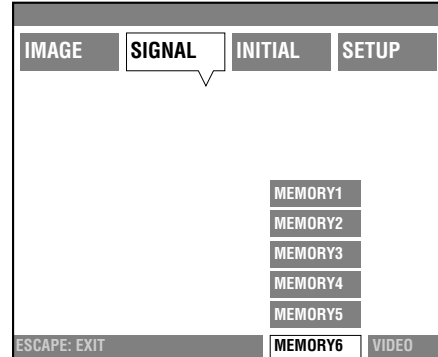 IMAGE SIGNAL INITIAL SETUP
MEMORY1
MEMORY2
MEMORY3
MEMORY4
MEMORY5
ESCAPE: EXIT MEMORY6 VIDEO